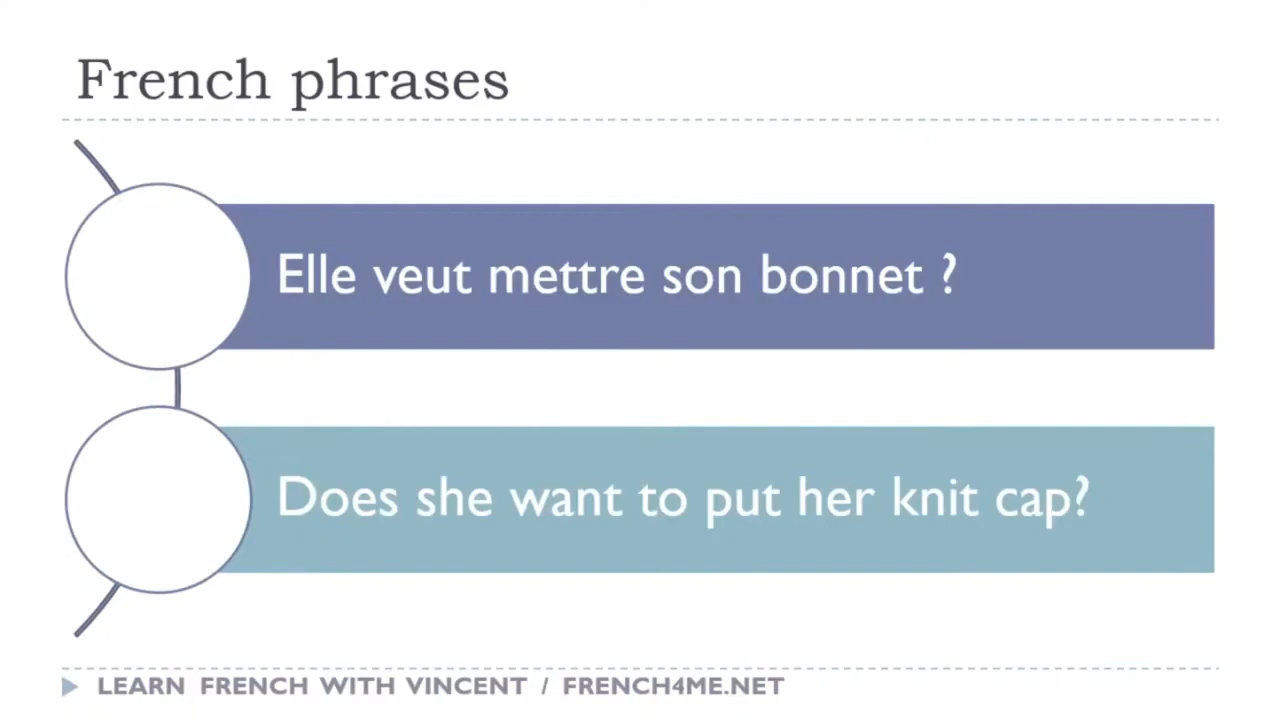 French phrases
Elle veut mettre son bonnet ?
Does she want to put her knit cap?
LEARN FRENCH WITH VINCENT / FRENCH4ME.NET